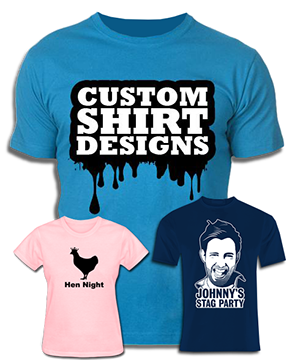 CUSTOM
SHIRT
DESIGNS
Hen Night
JOHNNY'S
STAG PARTY